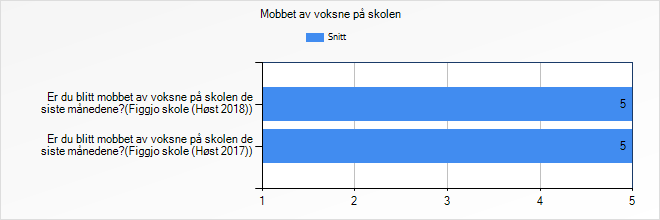 Mobbet av voksne på skolen
Snitt
Er du blitt mobbet av voksne på skolen de
siste månedene?(Figgjo skole (Høst 2018))
5
Er du blitt mobbet av voksne på skolen de
siste månedene?(Figgjo skole (Høst 2017))
5
1 2 3 4 5